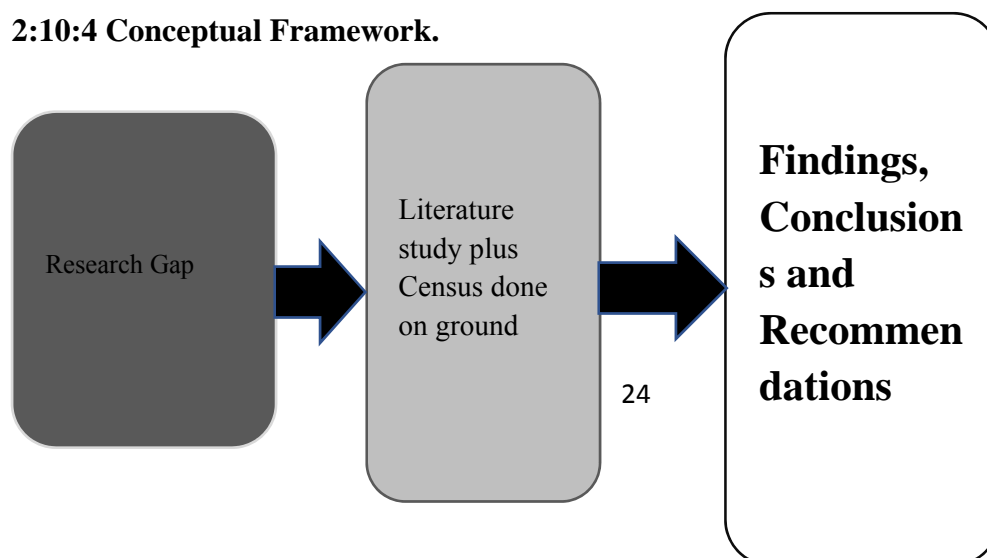 2:10:4 Conceptual Framework.
Research Gap
Literature
study plus
Census done
on ground
Findings,
Conclusion
s and
Recommen
dations
24